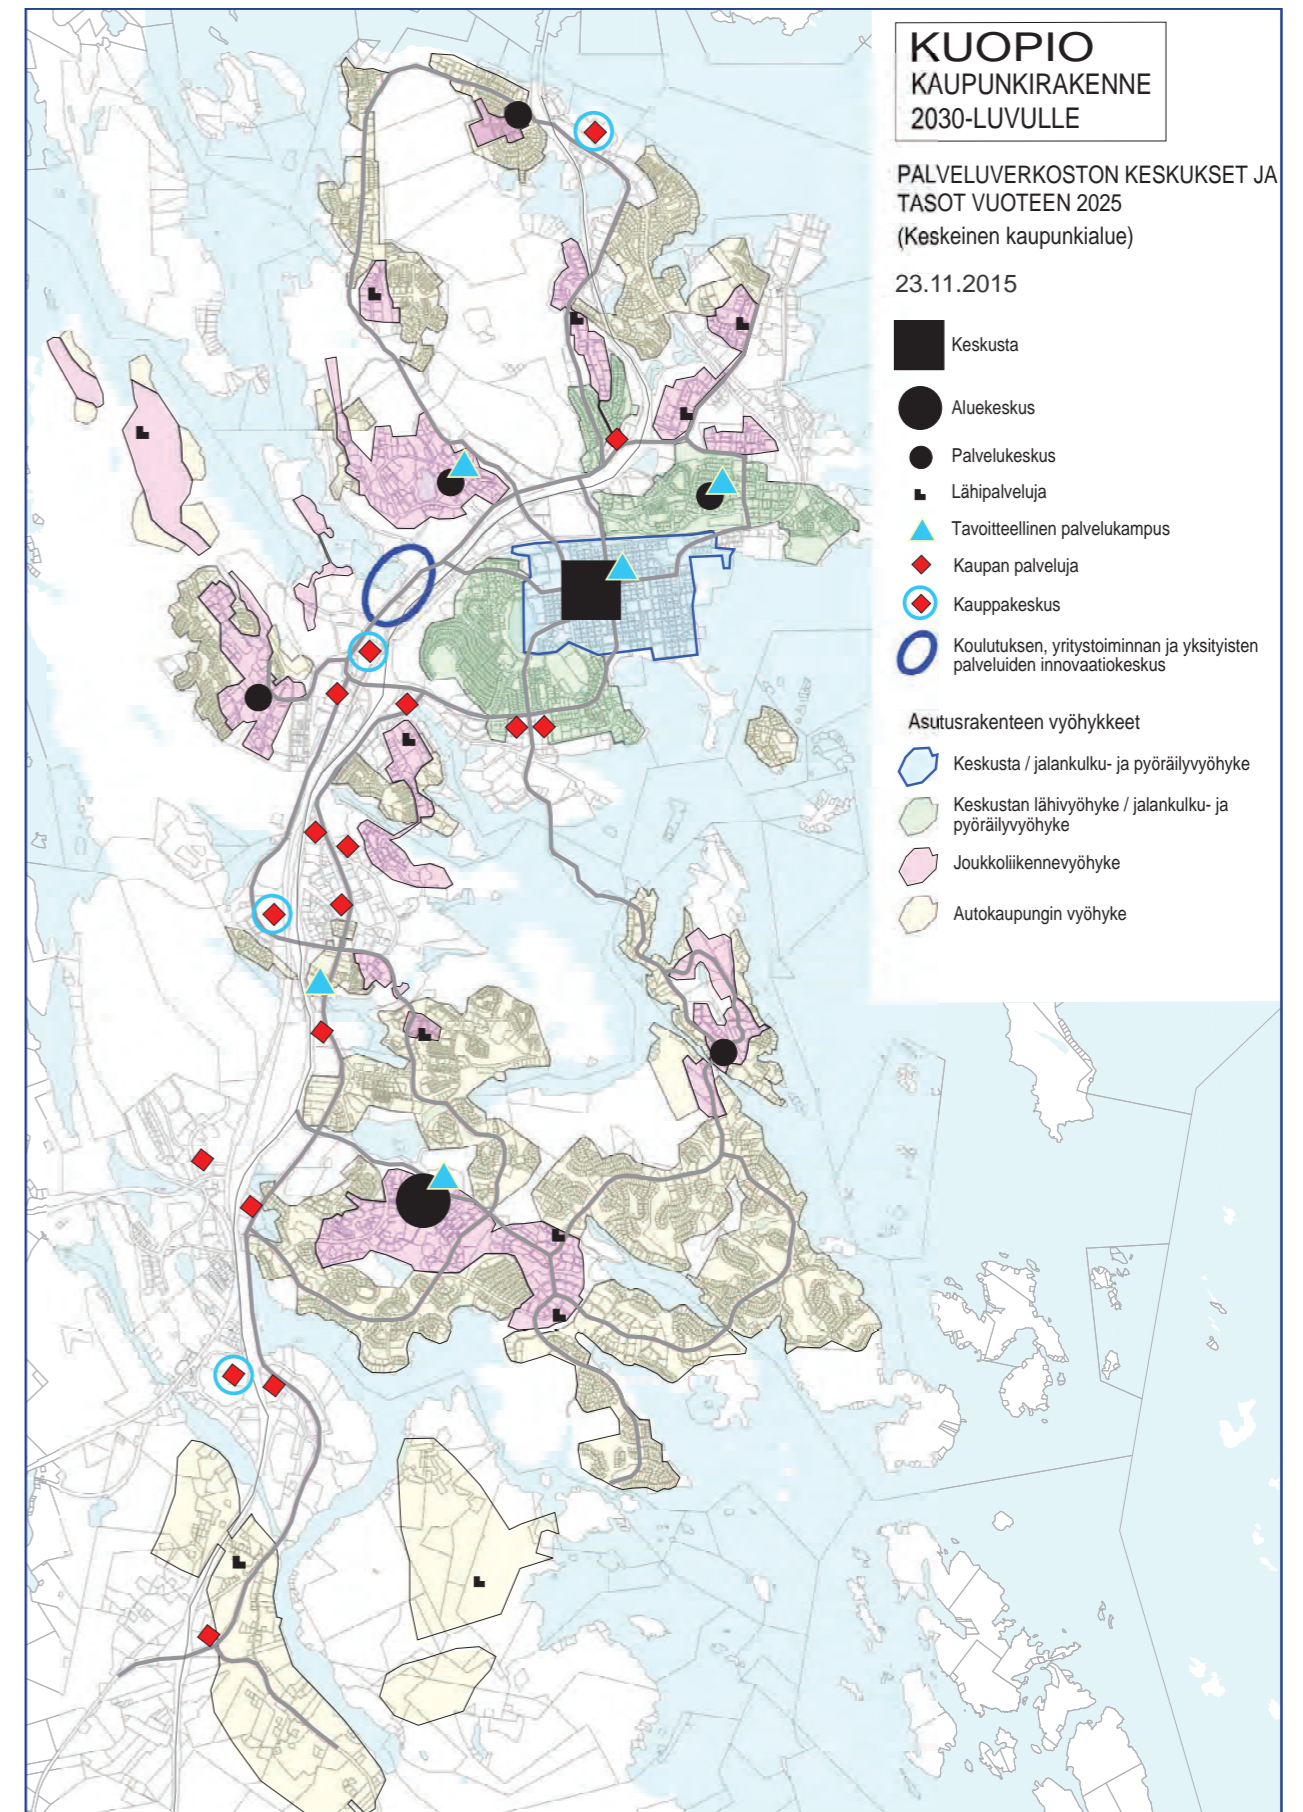 KUOPIO
KAUPUNKIRAKENNE
2030-LUVULLE
PALVELUVERKOSTON KESKUKSET JA
TASOT VUOTEEN 2025
(Keskeinen kaupunkialue)
23.11.2015
Keskusta
Aluekeskus
Palvelukeskus
Lähipalveluja
Tavoitteellinen palvelukampus
Kaupan palveluja
Kauppakeskus
Koulutuksen, yritystoiminnan ja yksityisten
palveluiden innovaatiokeskus
Asutusrakenteen vyöhykkeet
Keskusta / jalankulku- ja pyöräilyvyöhyke
Keskustan lähivyöhyke / jalankulku- ja
pyöräilyvyöhyke
Joukkoliikennevyöhyke
Autokaupungin vyöhyke